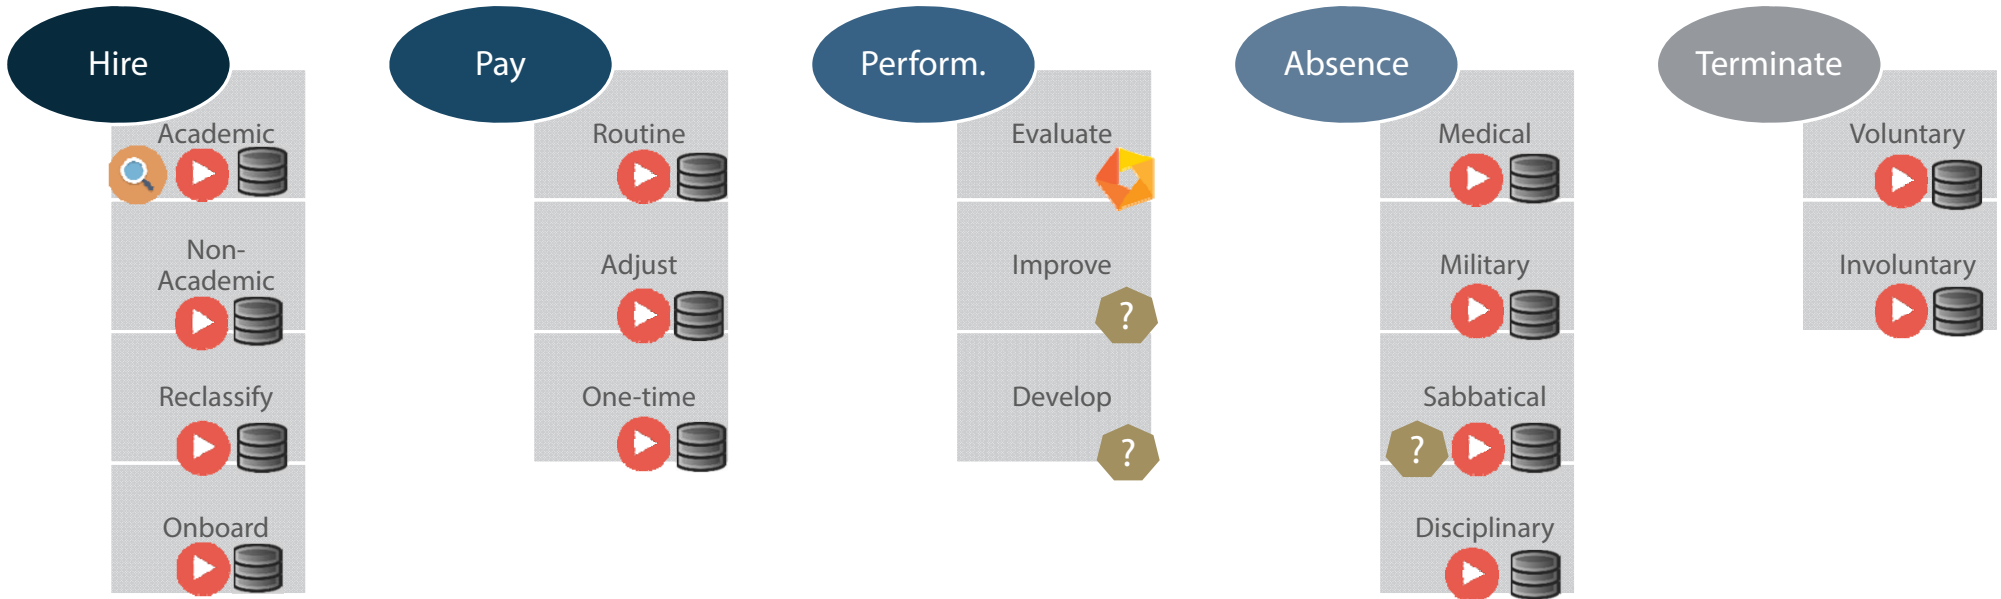 Hire
Academic
Non-
Academic
Reclassify
Onboard
Pay
Routine
Adjust
One-time
Perform.
Evaluate
Improve
?
Develop
?
Absence
Medical
Military
Sabbatical
?
Disciplinary
Terminate
Voluntary
Involuntary